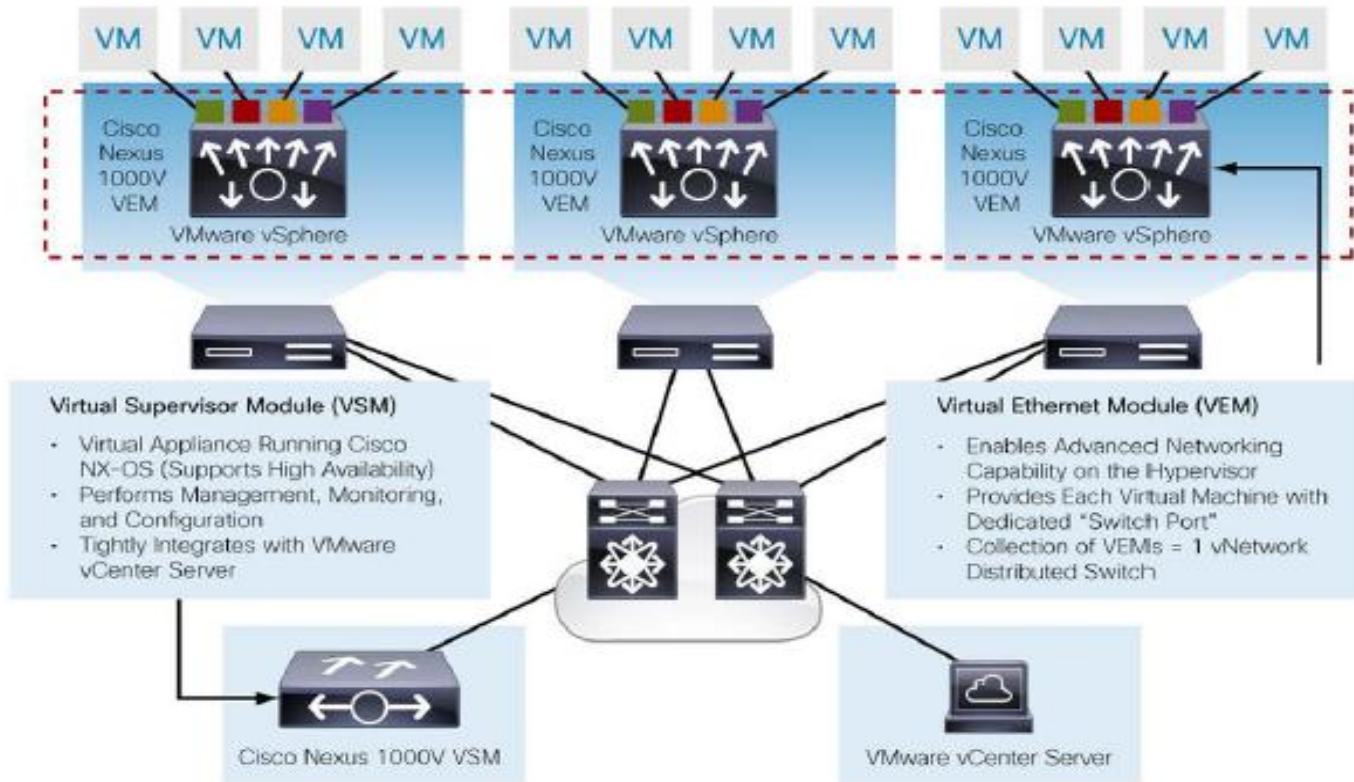 VM VM VM VM VM VM VM VM VM VM VM VM
Cisco
Nexus
1000V
VEM
VMware vSphere
Cisco
Nexus
1000V
VEM
VMware vSphere
Cisco
Nexus
1000V
VEM
VMware vSphere
Virtual Supervisor Module (VSM)
• Virtual Appliance Running Cisco
NX-OS (Supports High Availability)
• Performs Management, Monitoring,
and Configuration
• Tightly Integrates with VMware
vCenter Server
Virtual Ethernet Module (VEM)
• Enables Advanced Networking
Capability on the Hypervisor
• Provides Each Virtual Machine with
Dedicated “Switch Port”
• Collection of VEMs = 1 vNetwork
Distributed Switch
Cisco Nexus 1000V VSM
VMware vCenter Server